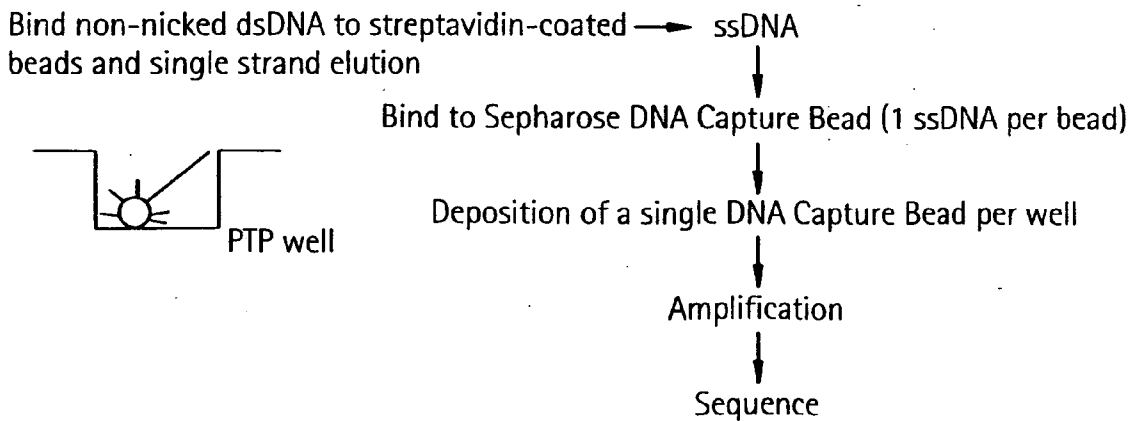 Bind non-nicked dsDNA to streptavidin-coated
beads and single strand elution
ssDNA
Bind to Sepharose DNA Capture Bead (1 ssDNA per bead)
Deposition of a single DNA Capture Bead per well
PTP well
Amplification
Sequence